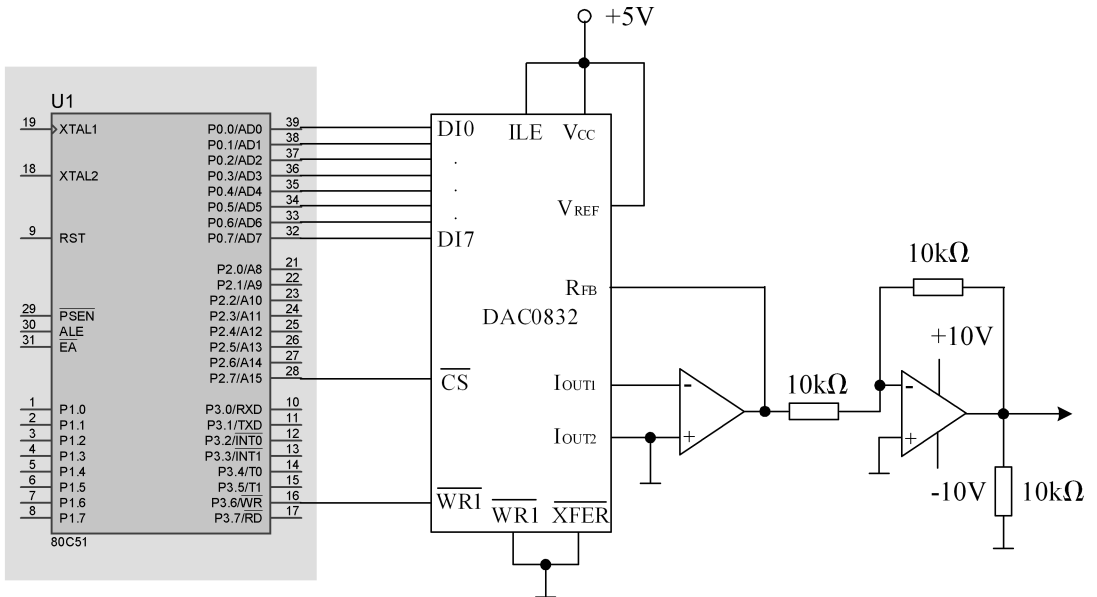 +5V
U1
19
XTAL1
18
XTAL2
9
RST
29
PSEN
30
ALE
31
EA
1
P1.0
2
P1.1
3
P1.2
4
P1.3
5
P1.4
6
P1.5
7
P1.6
8
P1.7
P0.0/AD0
39
P0.1/AD1
38
P0.2/AD2
37
P0.3/AD3
36
P0.4/AD4
35
P0.5/AD5
34
P0.6/AD6
33
P0.7/AD7
32
P2.0/A8
21
P2.1/A9
22
P2.2/A10
23
P2.3/A11
24
P2.4/A12
25
P2.5/A13
26
P2.6/A14
27
P2.7/A15
28
P3.0/RXD
10
P3.1/TXD
11
P3.2/INT0
12
P3.3/INT1
13
P3.4/T0
14
P3.5/T1
15
P3.6/WR
16
P3.7/RD
17
80C51
DI0
ILE
VCC
VREF
DI7
RFB
DAC0832
CS
IOUT1
IOUT2
WR1
WR1
XFER
10kΩ
10kΩ
+10V
-
+
-
+
-10V
10kΩ